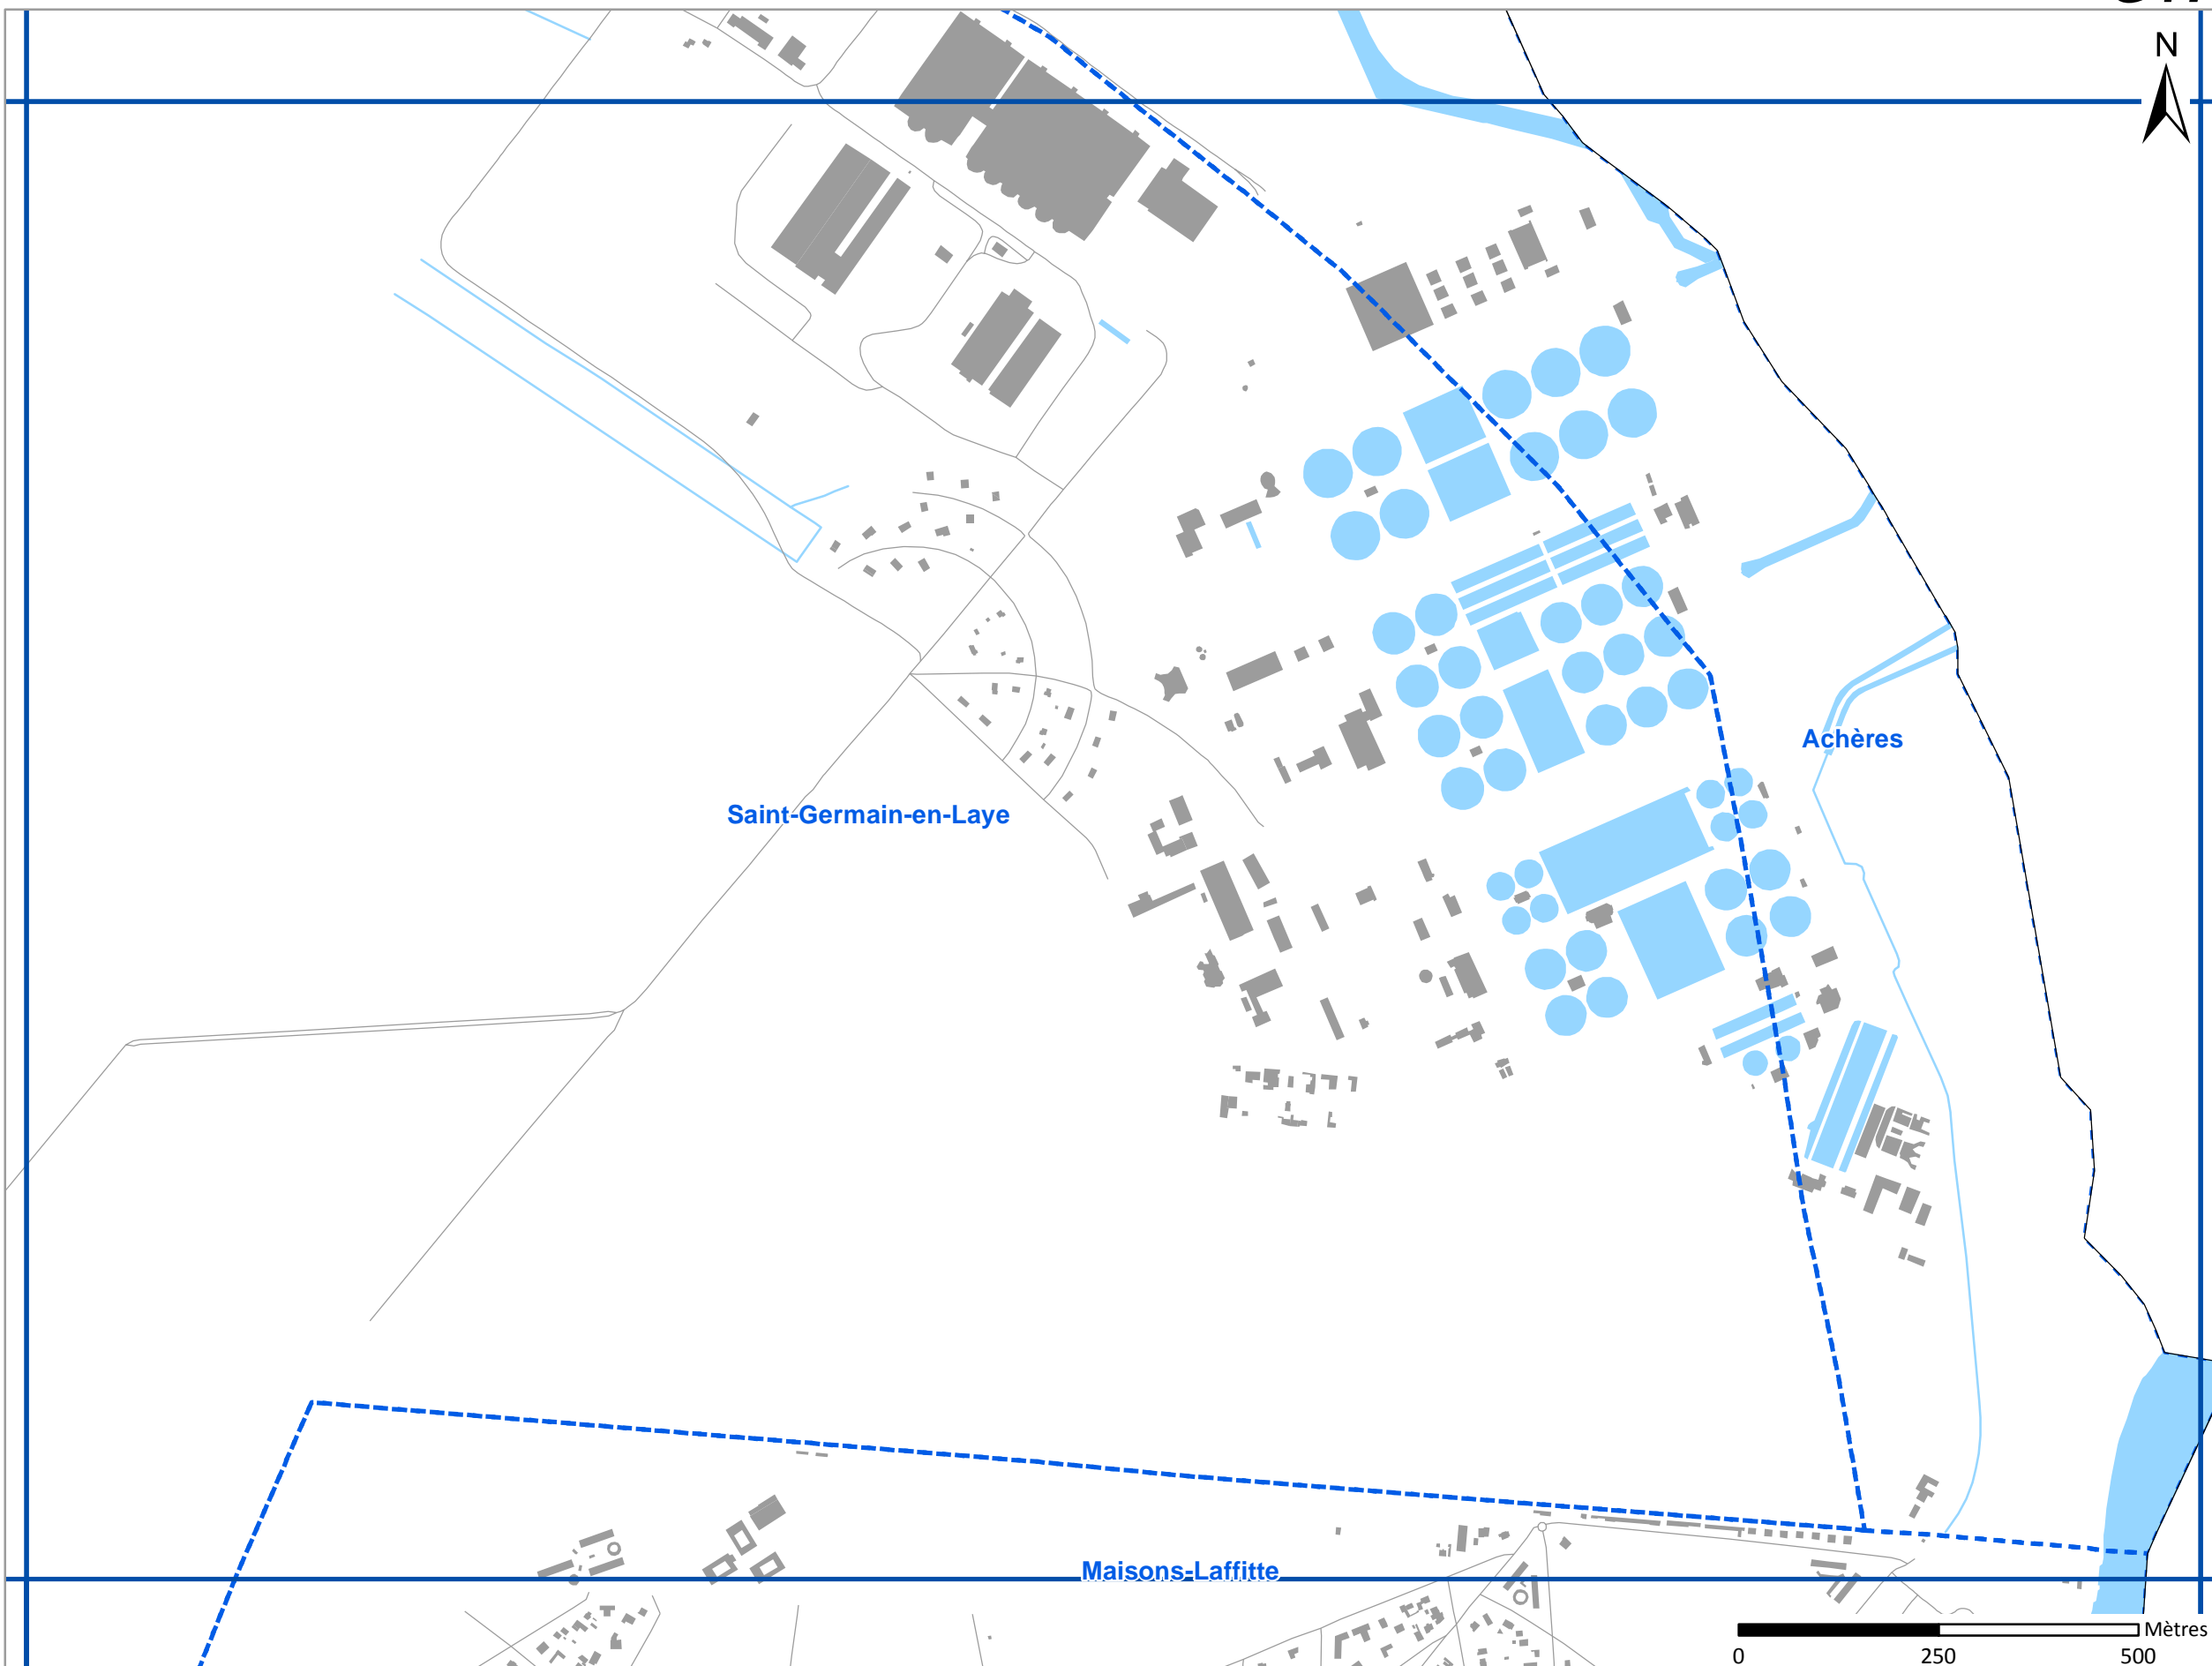 N
Achères
Saint-Germain-en-Laye
Maisons-Laffitte
Mètres
0 250 500